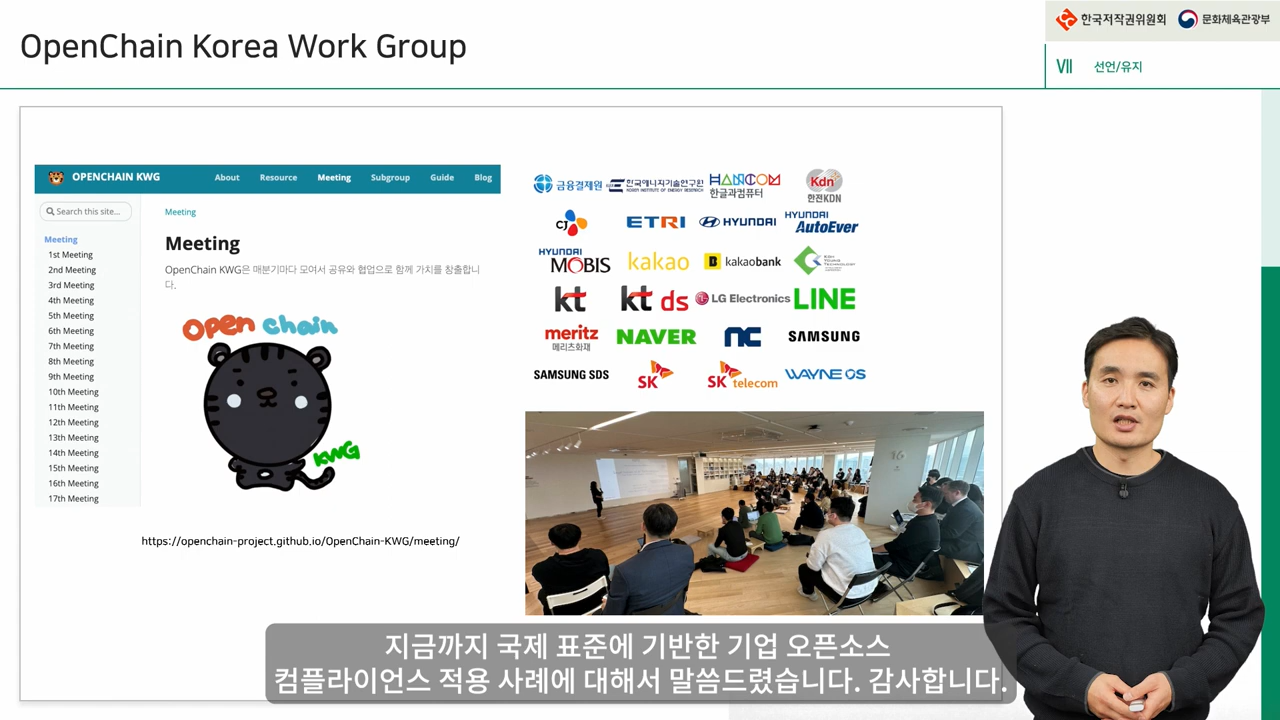 OpenChain Korea Work Group
한국저작권위원회
문화체육관광부
VII 선언/유지
OPENCHAIN KWG
About Resource Meeting Subgroup Guide Blog
Search this site...
Meeting
1st Meeting
2nd Meeting
3rd Meeting
4th Meeting
5th Meeting
6th Meeting
7th Meeting
8th Meeting
9th Meeting
10th Meeting
11th Meeting
12th Meeting
13th Meeting
14th Meeting
15th Meeting
16th Meeting
17th Meeting
Meeting
Meeting
OpenChain KWG은 매분기마다 모여서 공유와 협업으로 함께 가치를 창출합니
다.
open chain
KWG
https://openchain-project.github.io/OpenChain-KWG/meeting/
금융결제원 한국에너지기술연구원 HANCOM Kdn
KOREA INSTITUTE OF ENERGY RESEARCH 한글과컴퓨터 한전KDN
CJ ETRI HYUNDAI HYUNDAI AutoEver
HYUNDAI MOBIS kakao kakaobank
kt kt ds LG Electronics LINE
meritz 메리츠화재 NAVER NC SAMSUNG
SAMSUNG SDS SK SK telecom WAYNE OS
16
지금까지 국제 표준에 기반한 기업 오픈소스
컴플라이언스 적용 사례에 대해서 말씀드렸습니다. 감사합니다.